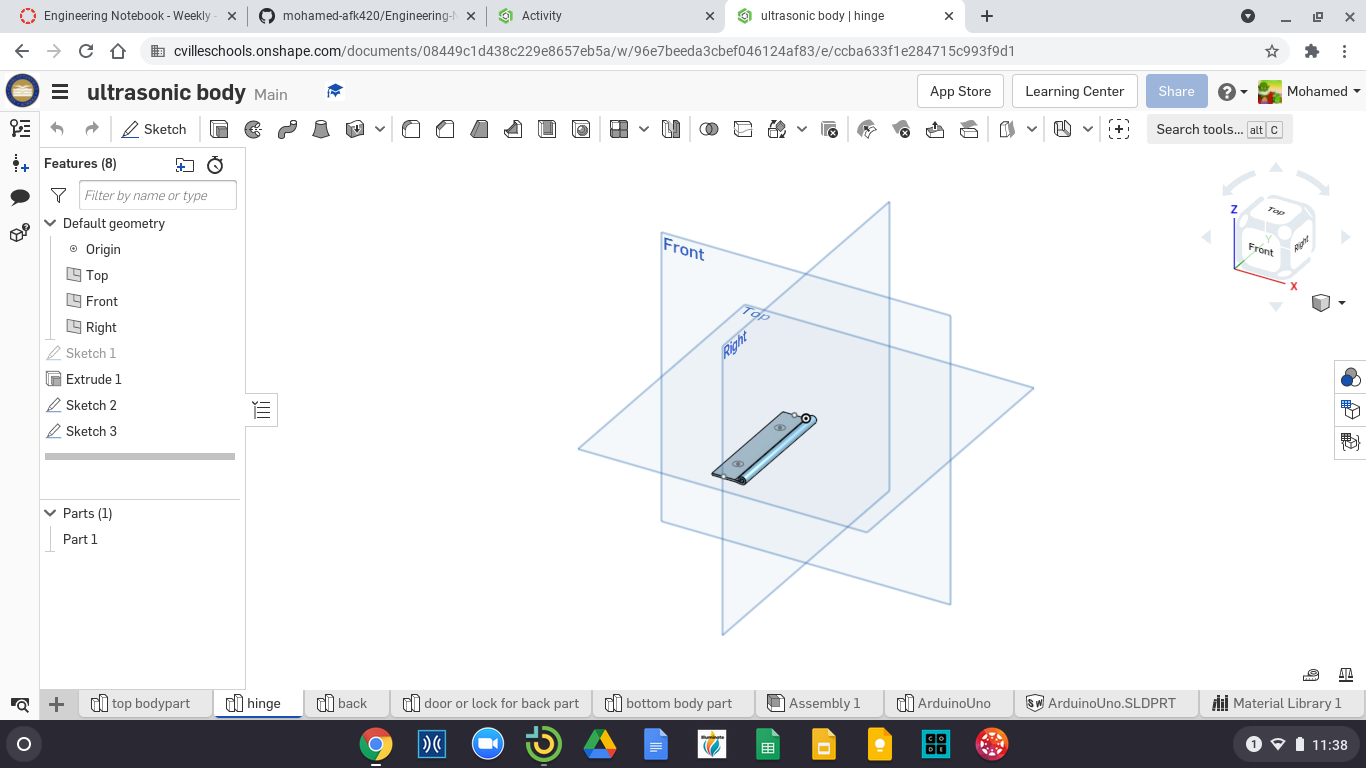 Engineering Notebook - Weekly -
mohamed-afk420/Engineering-N
Activity
ultrasonic body | hinge
cvilleschools.onshape.com/documents/08449c1d438c229e8657eb5a/w/96e7beeda3cbef046124af83/e/ccba633f1e284715c993f9d1
ultrasonic body Main
App Store
Learning Center
Share
Mohamed
Sketch
Search tools... alt C
Features (8)
Filter by name or type
Default geometry
Origin
Top
Front
Right
Sketch 1
Extrude 1
Sketch 2
Sketch 3
Parts (1)
Part 1
Front
Top
Right
Z
Top
Y
Front
Right
X
top bodypart
hinge
back
door or lock for back part
bottom body part
Assembly 1
ArduinoUno
ArduinoUno.SLDPRT
Material Library 1
1
11:38